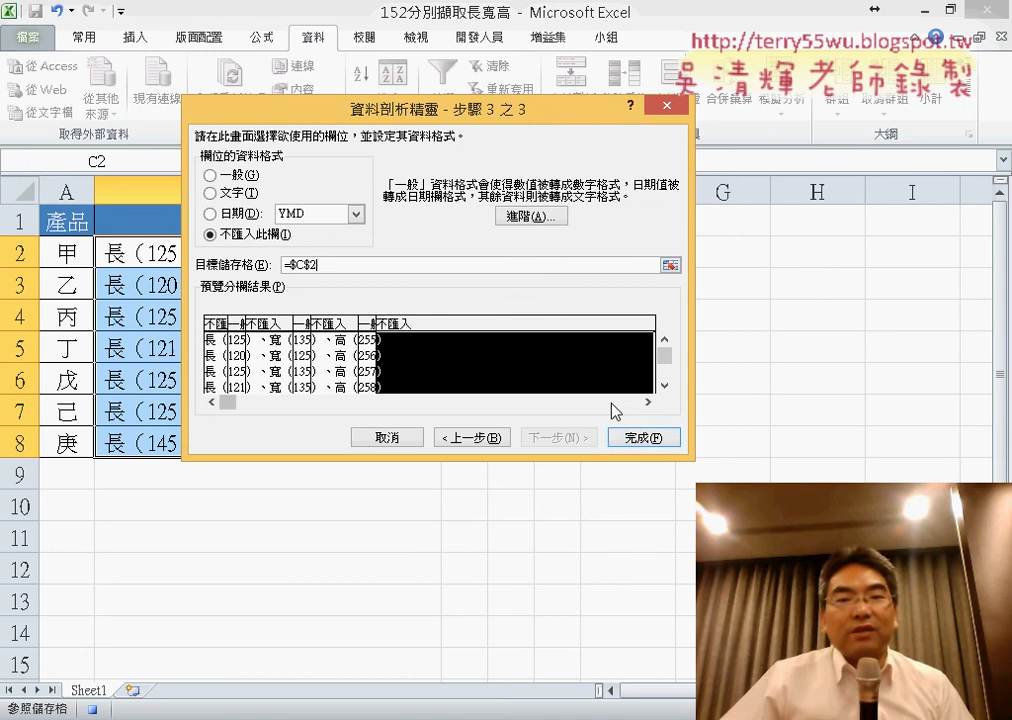 152分別擷取長寬高 - Microsoft Excel
檔案 常用 插入 版面配置 公式 資料 校閱 檢視 開發人員 增益集 小組
http://terry55wu.blogspot.tw
吳清輝老師錄製
從 Access
從 Web
從文字檔
從其他
來源
現有連線
連線
內容
清除
重新套用
合併彙算
小計
取得外部資料
大綱
C2
資料剖析精靈 - 步驟 3 之 3
請在此畫面選擇欲使用的欄位，並設定其資料格式。
欄位的資料格式
一般(G)
文字(T)
日期(D): YMD
不匯入此欄(I)
「一般」資料格式會使得數值被轉成數字格式，日期值被
轉成日期欄格式，其餘資料則被轉成文字格式。
進階(A)...
目標儲存格(E): =$C$2
預覽分欄結果(P)
不匯 一般 不匯入 一般 不匯入 一般 不匯入
長（125）、寬（135）、高（255）
長（120）、寬（125）、高（256）
長（125）、寬（135）、高（257）
長（121）、寬（135）、高（258）
取消 < 上一步(B) 下一步(N) > 完成(F)
A G H I
1 產品
2 甲 長（125
3 乙 長（120
4 丙 長（125
5 丁 長（121
6 戊 長（125
7 己 長（125
8 庚 長（145
9
10
11
12
13
14
15
Sheet1
參照儲存格